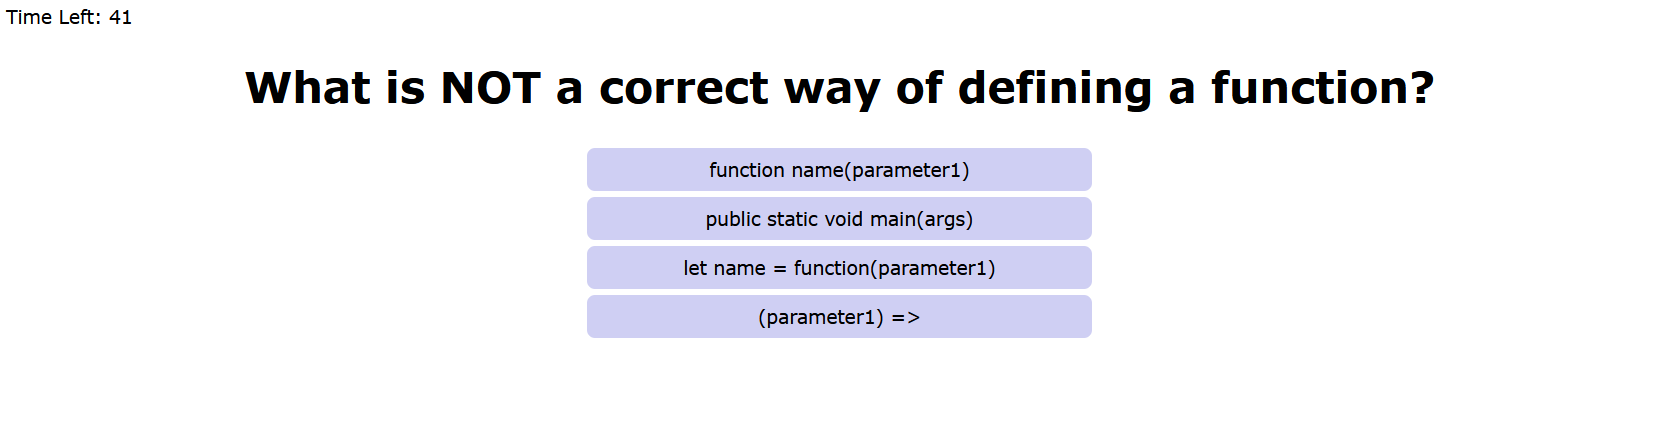 Time Left: 41
What is NOT a correct way of defining a function?
function name(parameter1)
public static void main(args)
let name = function(parameter1)
(parameter1) =>